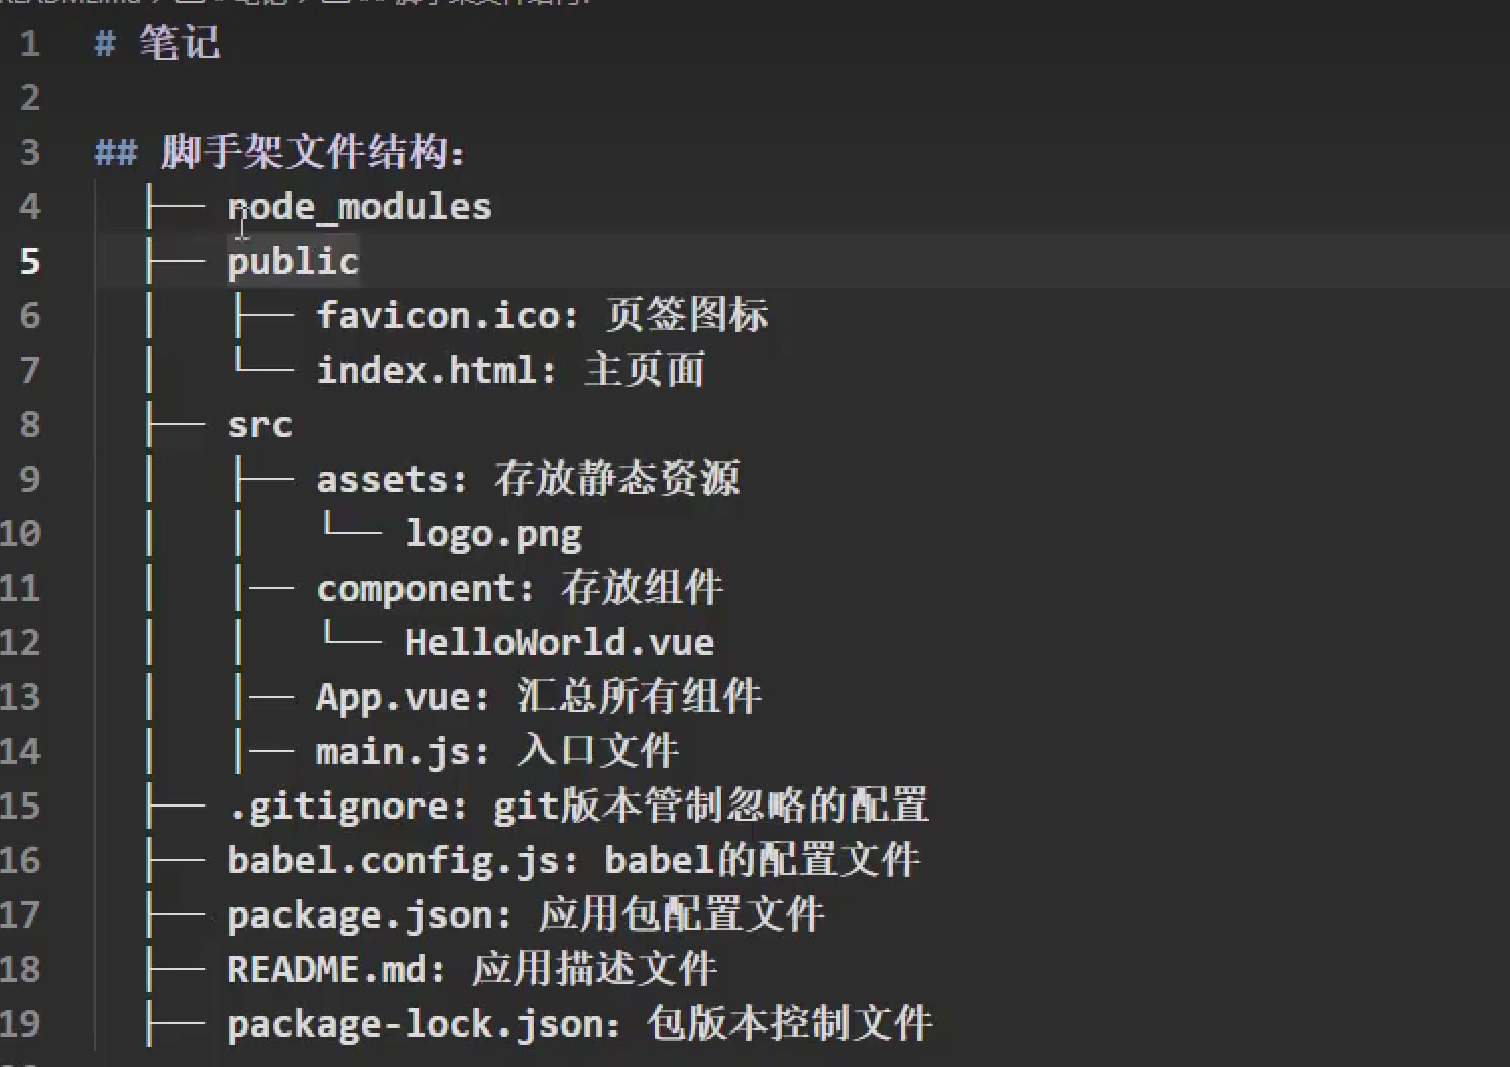 1 # 笔记
2
3 ## 脚手架文件结构:
4 ├── node_modules
5 ├── public
6 │   ├── favicon.ico: 页签图标
7 │   └── index.html: 主页面
8 ├── src
9 │   ├── assets: 存放静态资源
10 │   │   └── logo.png
11 │   │── component: 存放组件
12 │   │   └── HelloWorld.vue
13 │   │── App.vue: 汇总所有组件
14 │   │── main.js: 入口文件
15 ├── .gitignore: git版本管制忽略的配置
16 ├── babel.config.js: babel的配置文件
17 ├── package.json: 应用包配置文件
18 ├── README.md: 应用描述文件
19 ├── package-lock.json: 包版本控制文件